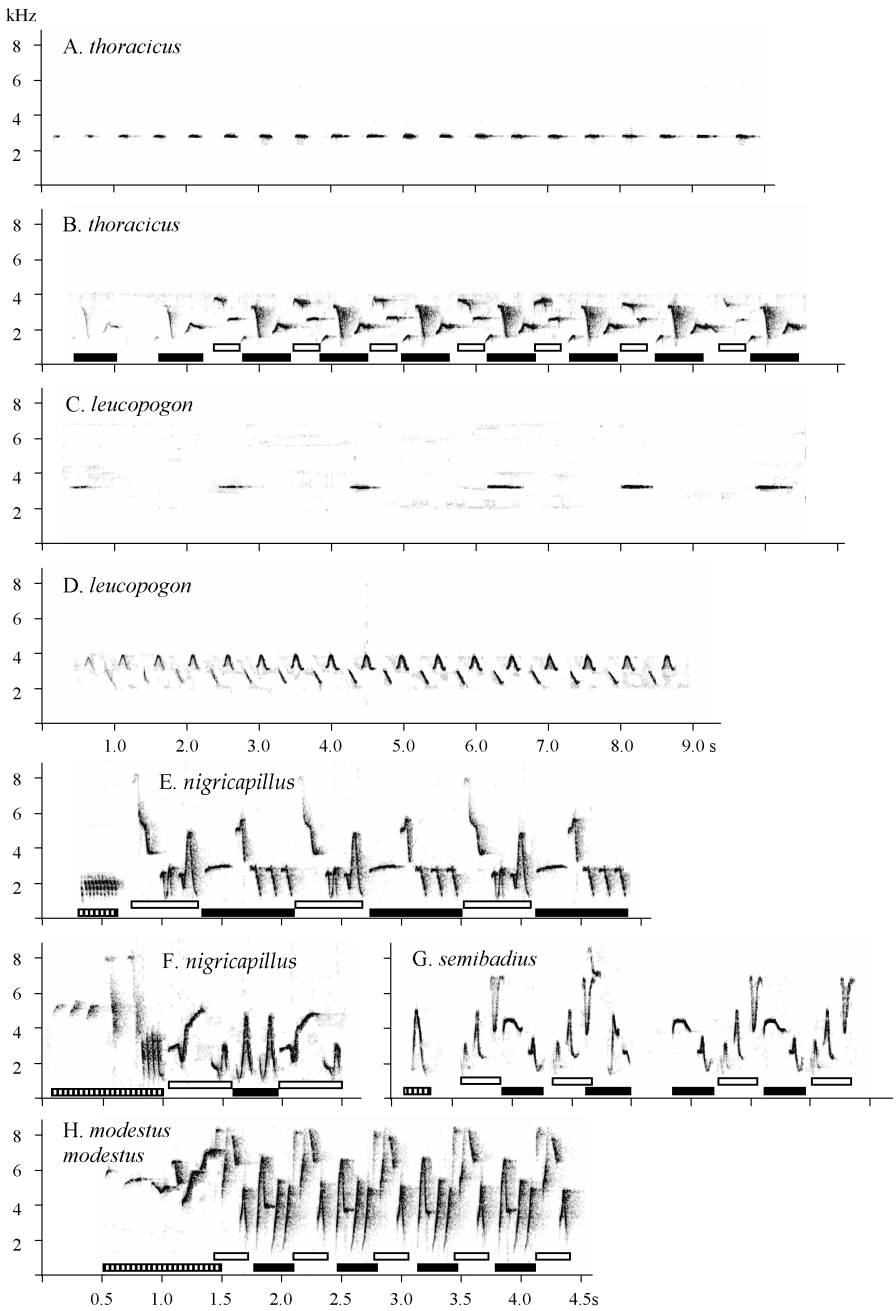 kHz
8
A. thoracicus
6
4
2
8
B. thoracicus
6
4
2
8
C. leucopogon
6
4
2
8
D. leucopogon
6
4
2
1.0 2.0 3.0 4.0 5.0 6.0 7.0 8.0 9.0 s
8
E. nigricapillus
6
4
2
8
F. nigricapillus
G. semibadius
6
4
2
8
H. modestus
modestus
6
4
2
0.5 1.0 1.5 2.0 2.5 3.0 3.5 4.0 4.5s